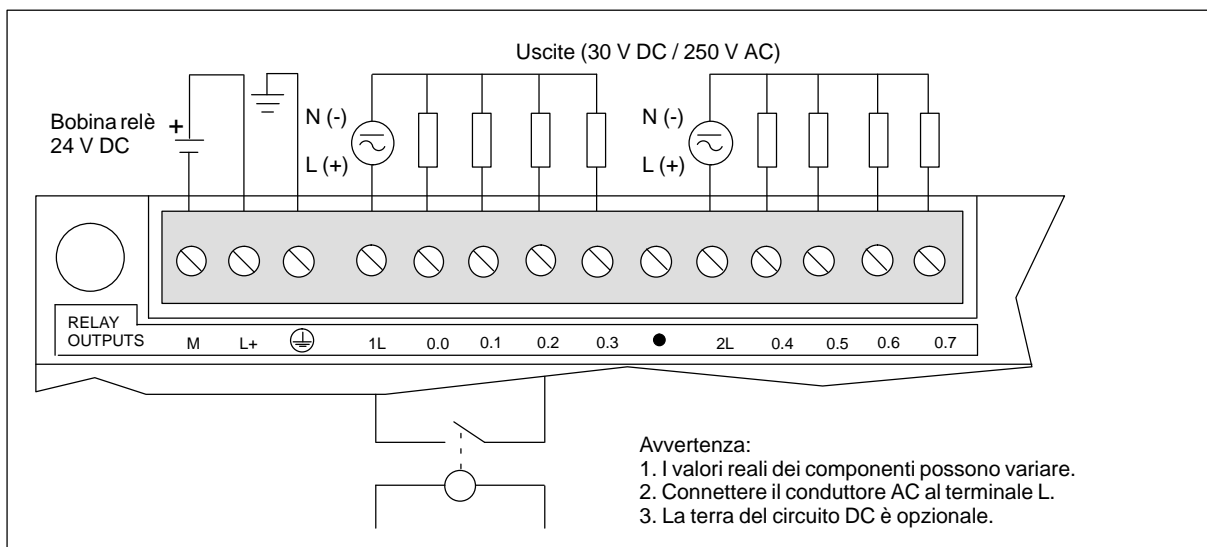 Uscite (30 V DC / 250 V AC)
Bobina relè
24 V DC
+
N (-)
L (+)
N (-)
L (+)
RELAY
OUTPUTS
M L+ 1L 0.0 0.1 0.2 0.3 2L 0.4 0.5 0.6 0.7
Avvertenza:
1. I valori reali dei componenti possono variare.
2. Connettere il conduttore AC al terminale L.
3. La terra del circuito DC è opzionale.